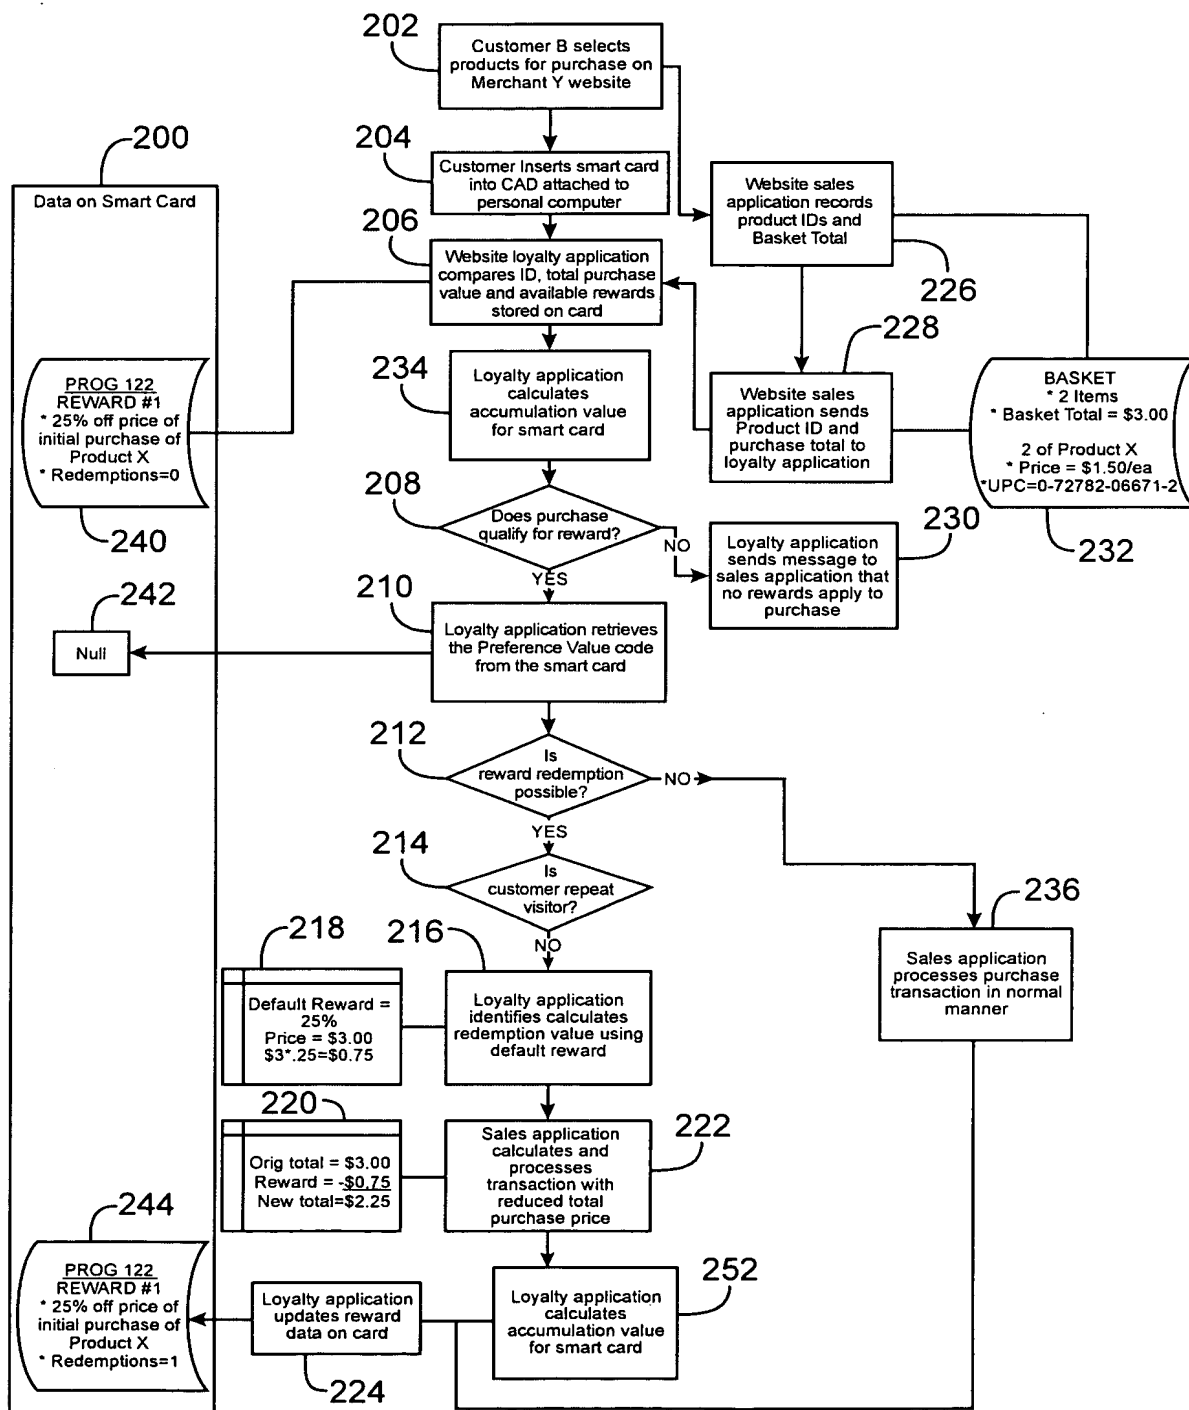 202
Customer B selects
products for purchase on
Merchant Y website
200
204
Customer Inserts smart card
into CAD attached to
personal computer
Data on Smart Card
Website sales
application records
product IDs and
Basket Total
206
Website loyalty application
compares ID, total purchase
value and available rewards
stored on card
226
228
PROG 122
REWARD #1
* 25% off price of
initial purchase of
Product X
* Redemptions=0
240
234
Loyalty application
calculates
accumulation value
for smart card
Website sales
application sends
Product ID and
purchase total to
loyalty application
BASKET
* 2 Items
* Basket Total = $3.00
2 of Product X
* Price = $1.50/ea
*UPC=0-72782-06671-2
232
208
Does purchase
qualify for reward?
NO
YES
230
Loyalty application
sends message to
sales application that
no rewards apply to
purchase
242
Null
210
Loyalty application retrieves
the Preference Value code
from the smart card
212
Is
reward redemption
possible?
NO
YES
214
Is
customer repeat
visitor?
NO
236
Sales application
processes purchase
transaction in normal
manner
218
Default Reward =
25%
Price = $3.00
$3*.25=$0.75
216
Loyalty application
identifies calculates
redemption value using
default reward
220
Orig total = $3.00
Reward = -$0.75
New total=$2.25
222
Sales application
calculates and
processes
transaction with
reduced total
purchase price
244
PROG 122
REWARD #1
* 25% off price of
initial purchase of
Product X
* Redemptions=1
Loyalty application
updates reward
data on card
224
252
Loyalty application
calculates
accumulation value
for smart card